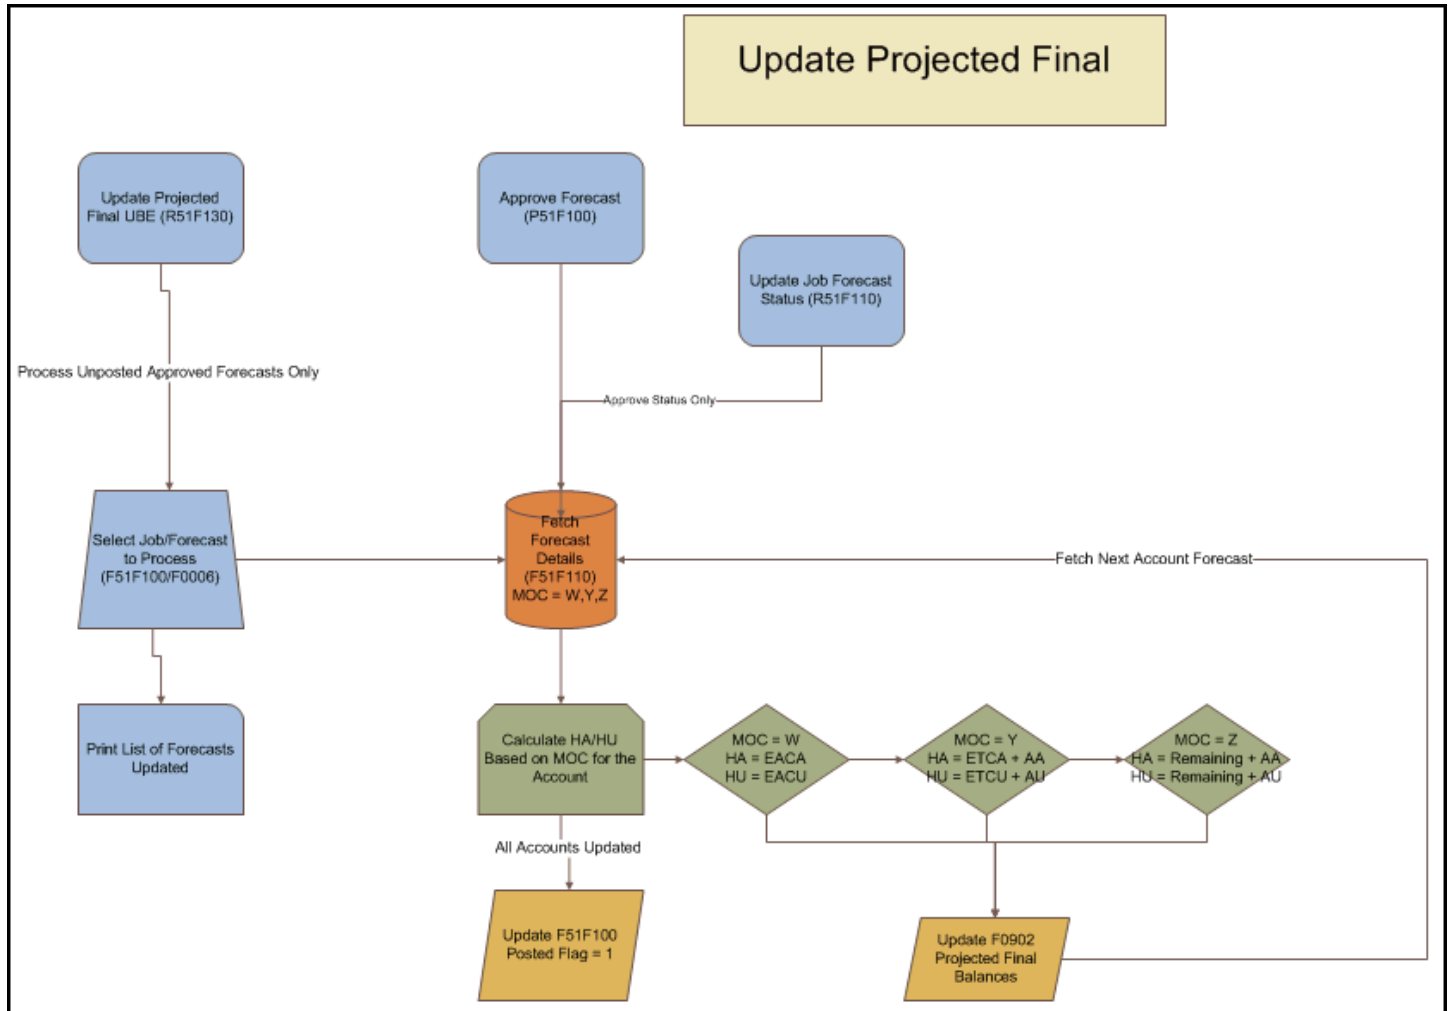 Update Projected Final
Update Projected
Final UBE (R51F130)
Approve Forecast
(P51F100)
Update Job Forecast
Status (R51F110)
Process Unposted Approved Forecasts Only
Approve Status Only
Select Job/Forecast
to Process
(F51F100/F0006)
Fetch
Forecast
Details
(F51F110)
MOC = W,Y,Z
Fetch Next Account Forecast
Print List of Forecasts
Updated
Calculate HA/HU
Based on MOC for the
Account
MOC = W
HA = EACA
HU = EACU
MOC = Y
HA = ETCA + AA
HU = ETCU + AU
MOC = Z
HA = Remaining + AA
HU = Remaining + AU
All Accounts Updated
Update F51F100
Posted Flag = 1
Update F0902
Projected Final
Balances